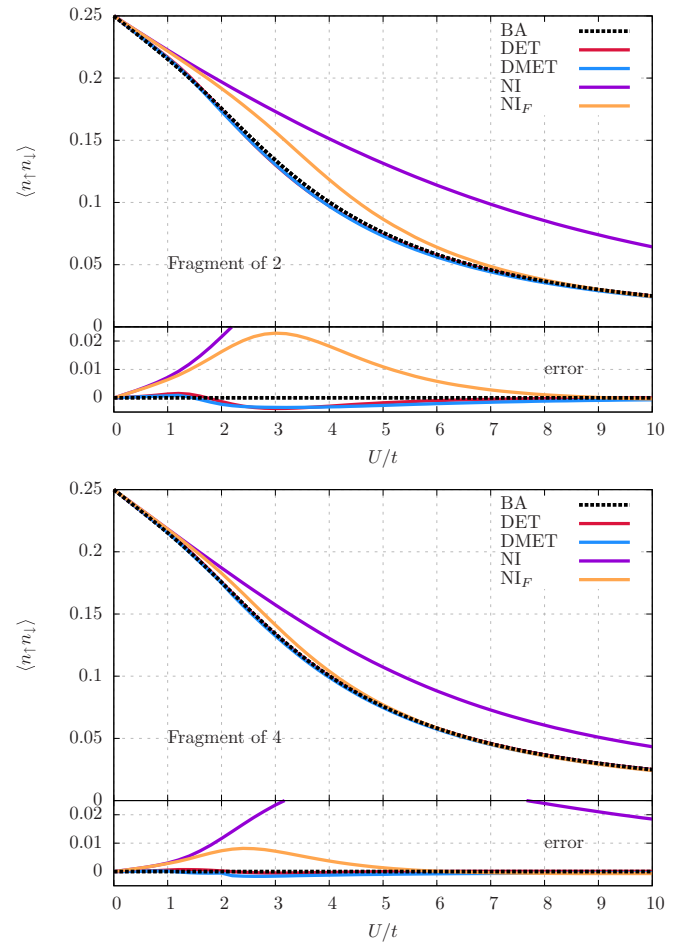 0.25
0.2
0.15
0.1
0.05
0
⟨n↑n↓⟩
BA
DET
DMET
NI
NI_F
Fragment of 2
0.02
0.01
0
error
0 1 2 3 4 5 6 7 8 9 10
U/t
0.25
0.2
0.15
0.1
0.05
0
⟨n↑n↓⟩
BA
DET
DMET
NI
NI_F
Fragment of 4
0.02
0.01
0
error
0 1 2 3 4 5 6 7 8 9 10
U/t